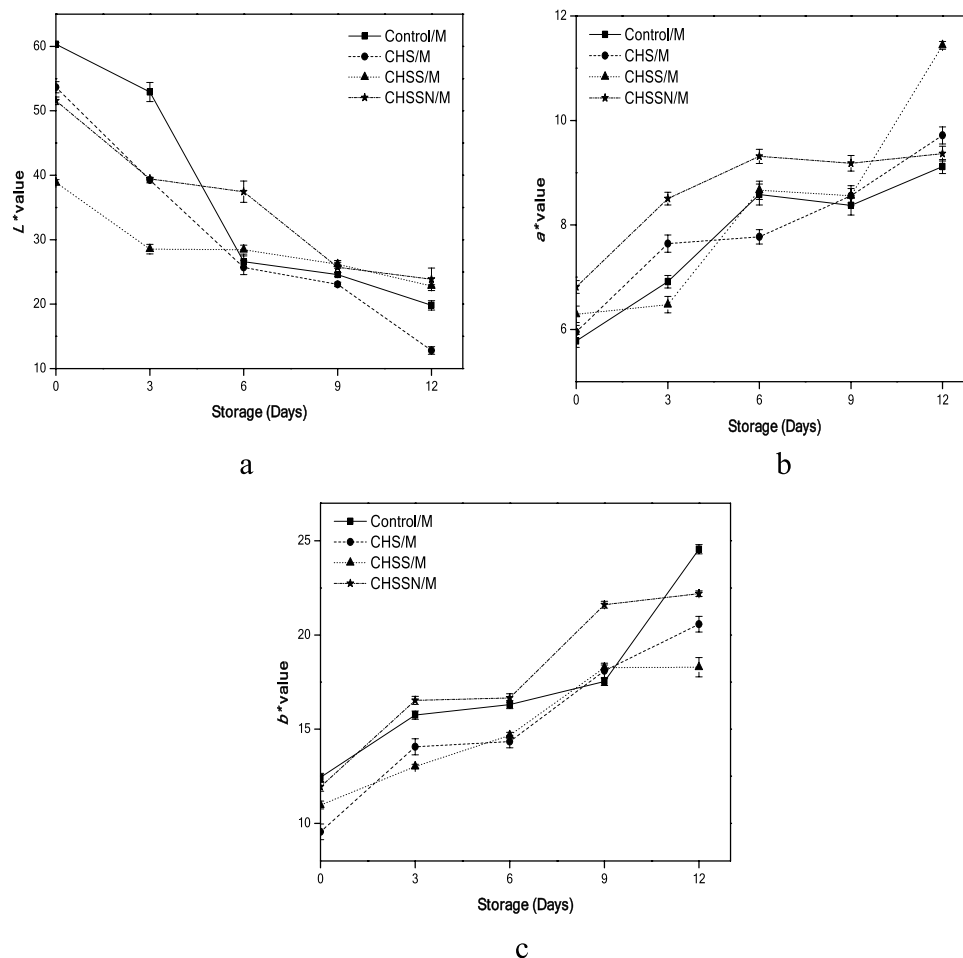 L*value
60
50
40
30
20
10
Control/M
CHS/M
CHSS/M
CHSSN/M
0 3 6 9 12
Storage (Days)
a
a*value
12
10
8
6
Control/M
CHS/M
CHSS/M
CHSSN/M
0 3 6 9 12
Storage (Days)
b
b*value
25
20
15
10
Control/M
CHS/M
CHSS/M
CHSSN/M
0 3 6 9 12
Storage (Days)
c